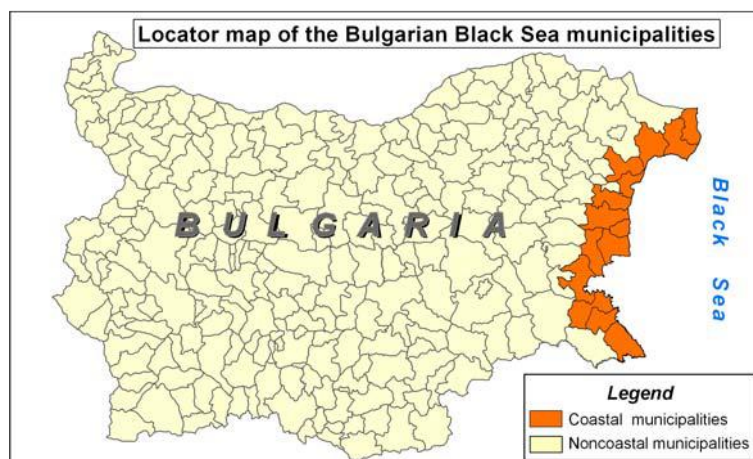 Locator map of the Bulgarian Black Sea municipalities
BULGARIA
Black Sea
Legend
Coastal municipalities
Noncoastal municipalities